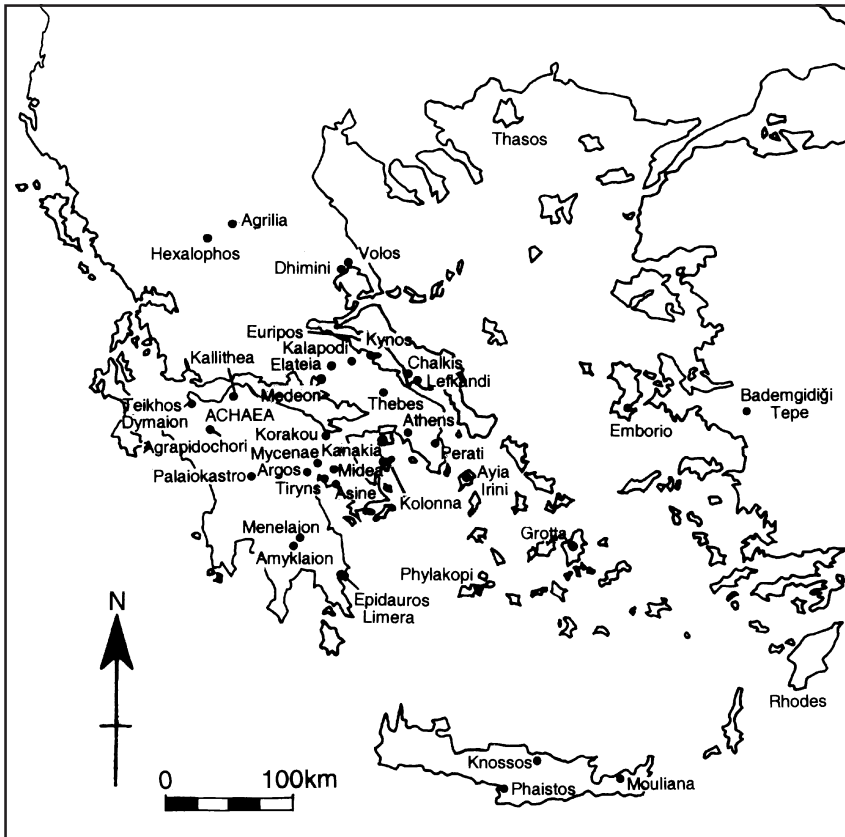 Thasos
Agrilia
Hexalophos
Volos
Dhimini
Euripos
Kynos
Kalapodi
Kallithea
Elateia
Chalkis
Lefkandi
Medeon
Teikhos
Dymaion
ACHAEA
Thebes
Bademgidiği
Tepe
Athens
Emborio
Agrapidochori
Korakou
Mycenae
Kanakia
Perati
Palaiokastro
Argos
Midea
Ayia
Irini
Tiryns
Asine
Kolonna
Menelaion
Grotta
Amyklaion
Phylakopi
Epidauros
Limera
N
Rhodes
Knossos
0
100km
Phaistos
Mouliana